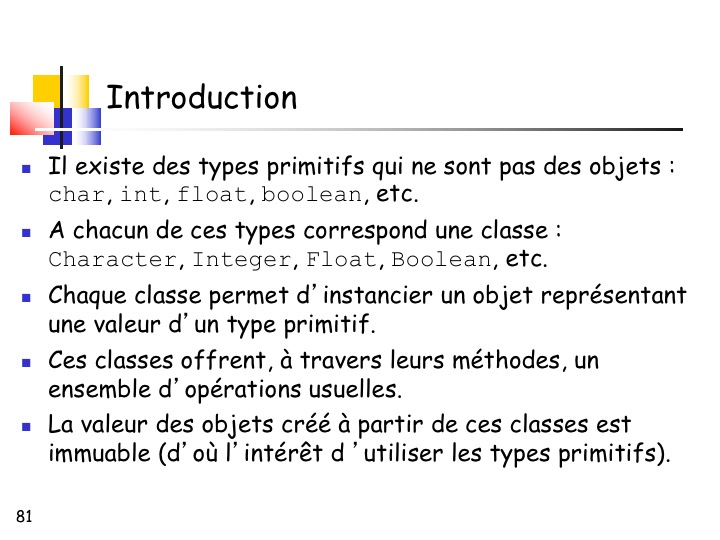 Introduction
Il existe des types primitifs qui ne sont pas des objets :
char, int, float, boolean, etc.
A chacun de ces types correspond une classe :
Character, Integer, Float, Boolean, etc.
Chaque classe permet d’instancier un objet représentant
une valeur d’un type primitif.
Ces classes offrent, à travers leurs méthodes, un
ensemble d’opérations usuelles.
La valeur des objets créé à partir de ces classes est
immuable (d’où l’intérêt d ’utiliser les types primitifs).
81